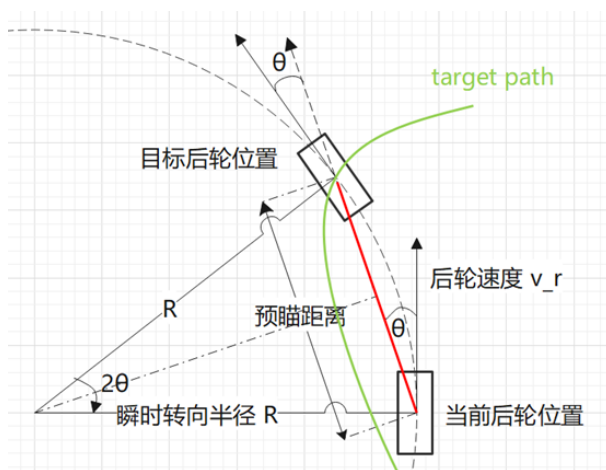 θ
target path
目标后轮位置
后轮速度 v_r
R
预瞄距离
θ
2θ
瞬时转向半径 R
当前后轮位置